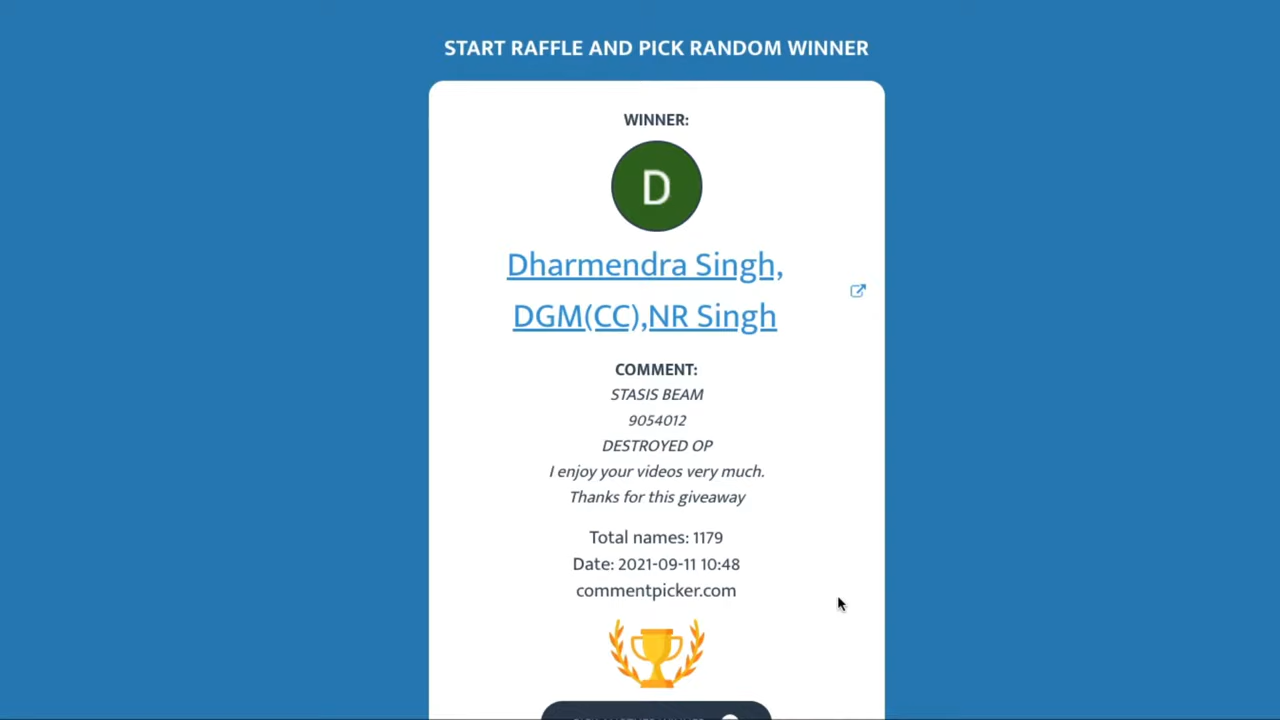 START RAFFLE AND PICK RANDOM WINNER
WINNER:
D
Dharmendra Singh,
DGM(CC),NR Singh
COMMENT:
STASIS BEAM
9054012
DESTROYED OP
I enjoy your videos very much.
Thanks for this giveaway
Total names: 1179
Date: 2021-09-11 10:48
commentpicker.com